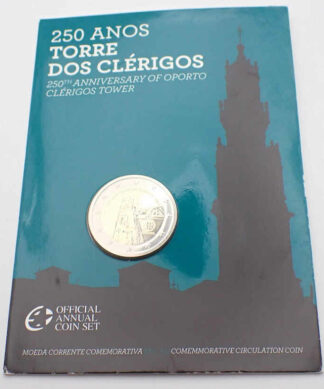 250 ANOS
TORRE
DOS CLÉRIGOS
250TH ANNIVERSARY OF OPORTO
CLÉRIGOS TOWER
OFFICIAL
ANNUAL
COIN SET
MOEDA CORRENTE COMEMORATIVA COMMEMORATIVE CIRCULATION COIN